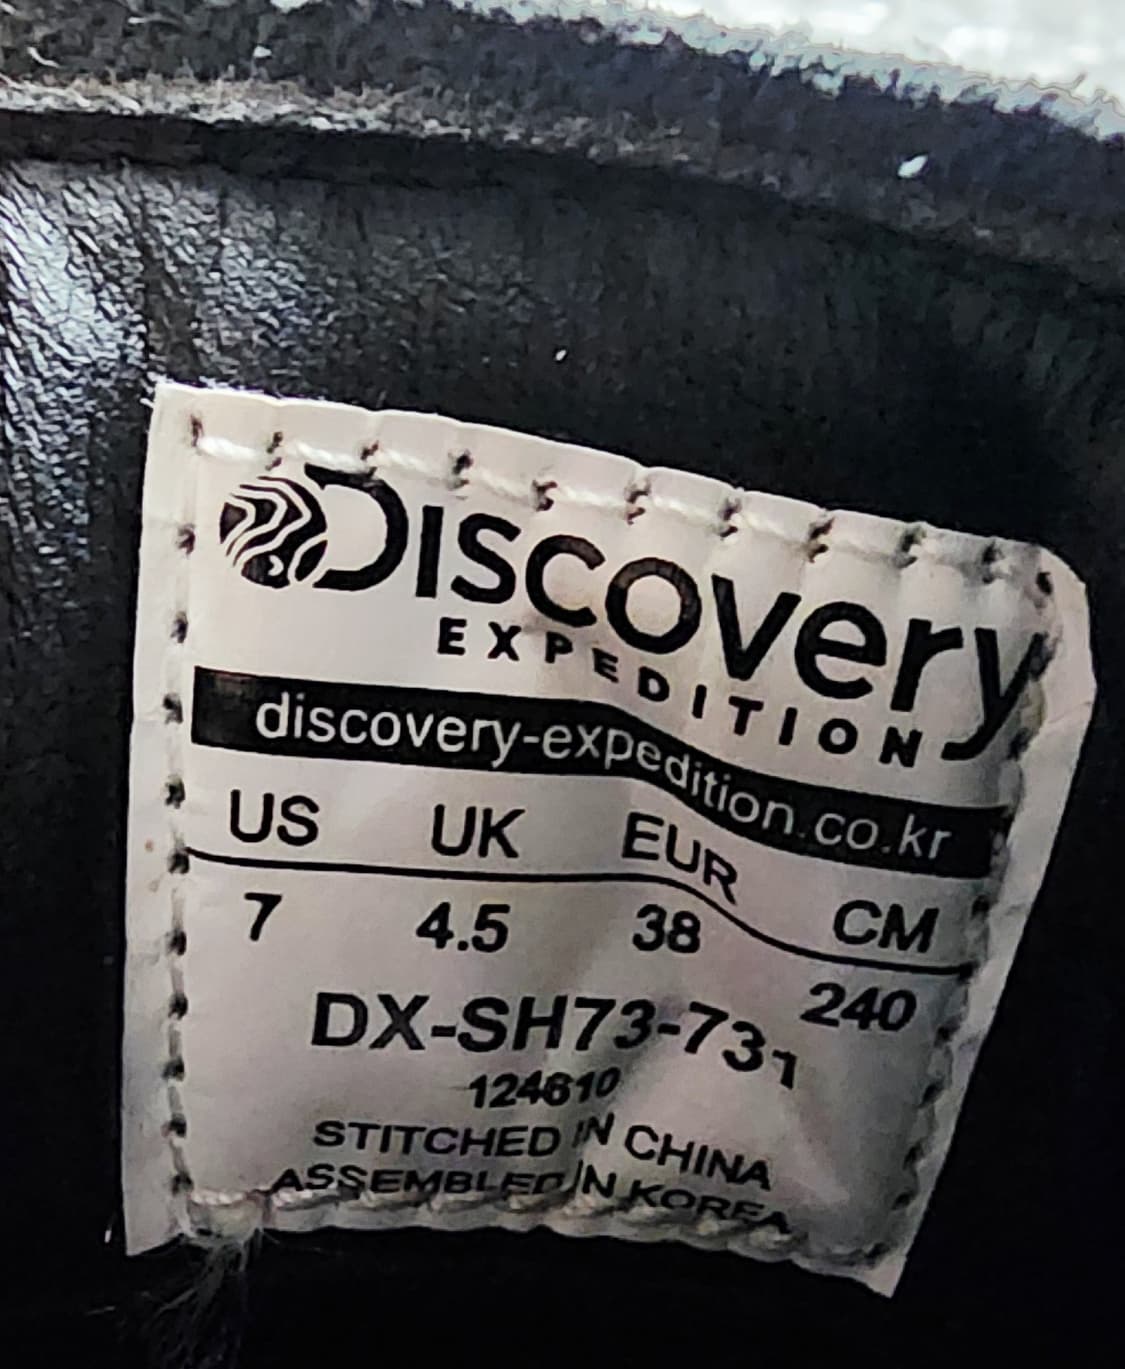 DISCOVERY
EXPEDITION
discovery-expedition.co.kr
US UK EUR CM
7 4.5 38 240
DX-SH73-731
124610
STITCHED IN CHINA
ASSEMBLED IN KOREA